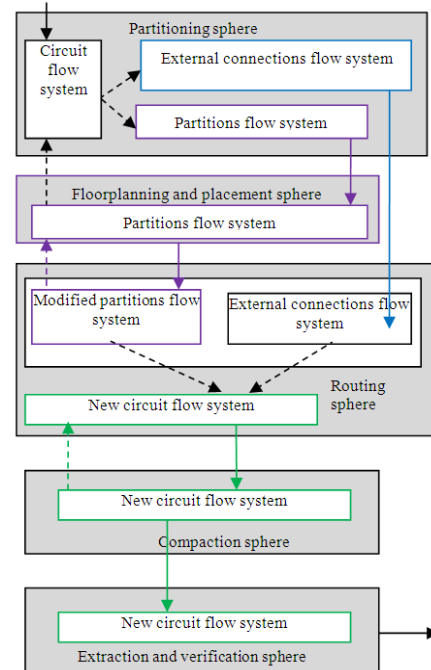 Partitioning sphere
Circuit
flow
system
External connections flow system
Partitions flow system
Floorplanning and placement sphere
Partitions flow system
Modified partitions flow
system
External connections flow
system
Routing
sphere
New circuit flow system
New circuit flow system
Compaction sphere
New circuit flow system
Extraction and verification sphere